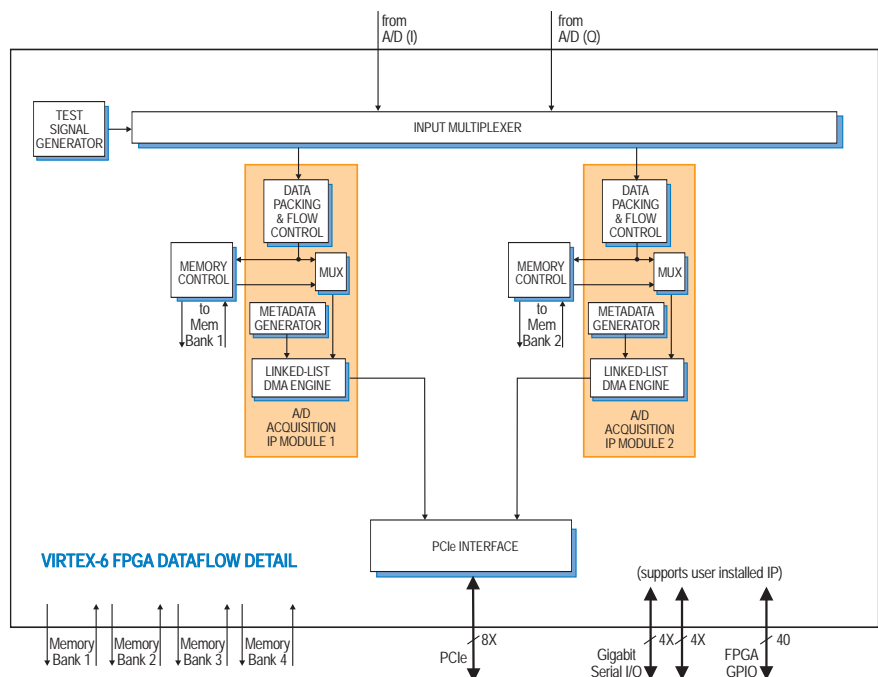 from
A/D (I)
from
A/D (Q)
TEST
SIGNAL
GENERATOR
INPUT MULTIPLEXER
DATA
PACKING
& FLOW
CONTROL
MEMORY
CONTROL
MUX
to
Mem
Bank 1
METADATA
GENERATOR
LINKED-LIST
DMA ENGINE
A/D
ACQUISITION
IP MODULE 1
DATA
PACKING
& FLOW
CONTROL
MEMORY
CONTROL
MUX
to
Mem
Bank 2
METADATA
GENERATOR
LINKED-LIST
DMA ENGINE
A/D
ACQUISITION
IP MODULE 2
PCIe INTERFACE
VIRTEX-6 FPGA DATAFLOW DETAIL
(supports user installed IP)
Memory
Bank 1
Memory
Bank 2
Memory
Bank 3
Memory
Bank 4
8X
PCIe
4X
4X
Gigabit
Serial I/O
40
FPGA
GPIO